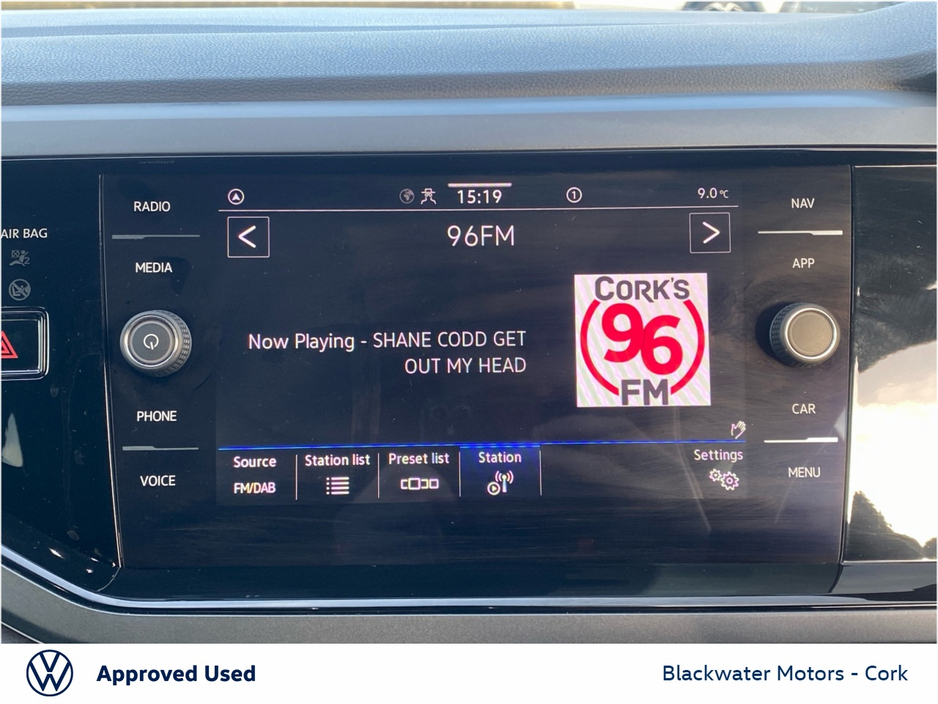 RADIO
MEDIA
PHONE
VOICE
AIR BAG
15:19
1
9.0 °C
96FM
Now Playing - SHANE CODD GET
OUT MY HEAD
CORK'S
96
FM
Source
FM/DAB
Station list
Preset list
Station
Settings
NAV
APP
CAR
MENU
Approved Used
Blackwater Motors - Cork